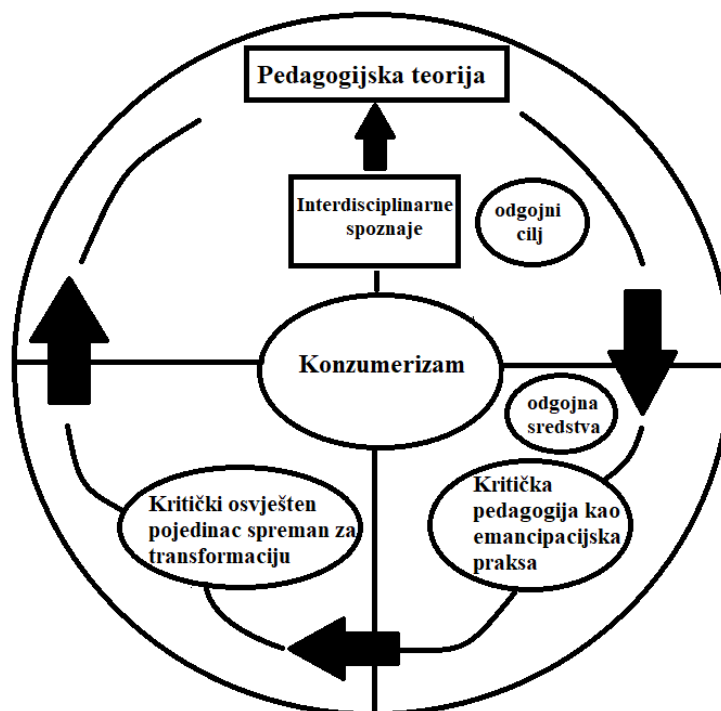 Pedagogijska teorija
Interdisciplinarne
spoznaje
odgojni
cilj
Konzumerizam
odgojna
sredstva
Kritički osvješten
pojedinac spreman za
transformaciju
Kritička
pedagogija kao
emancipacijska
praksa